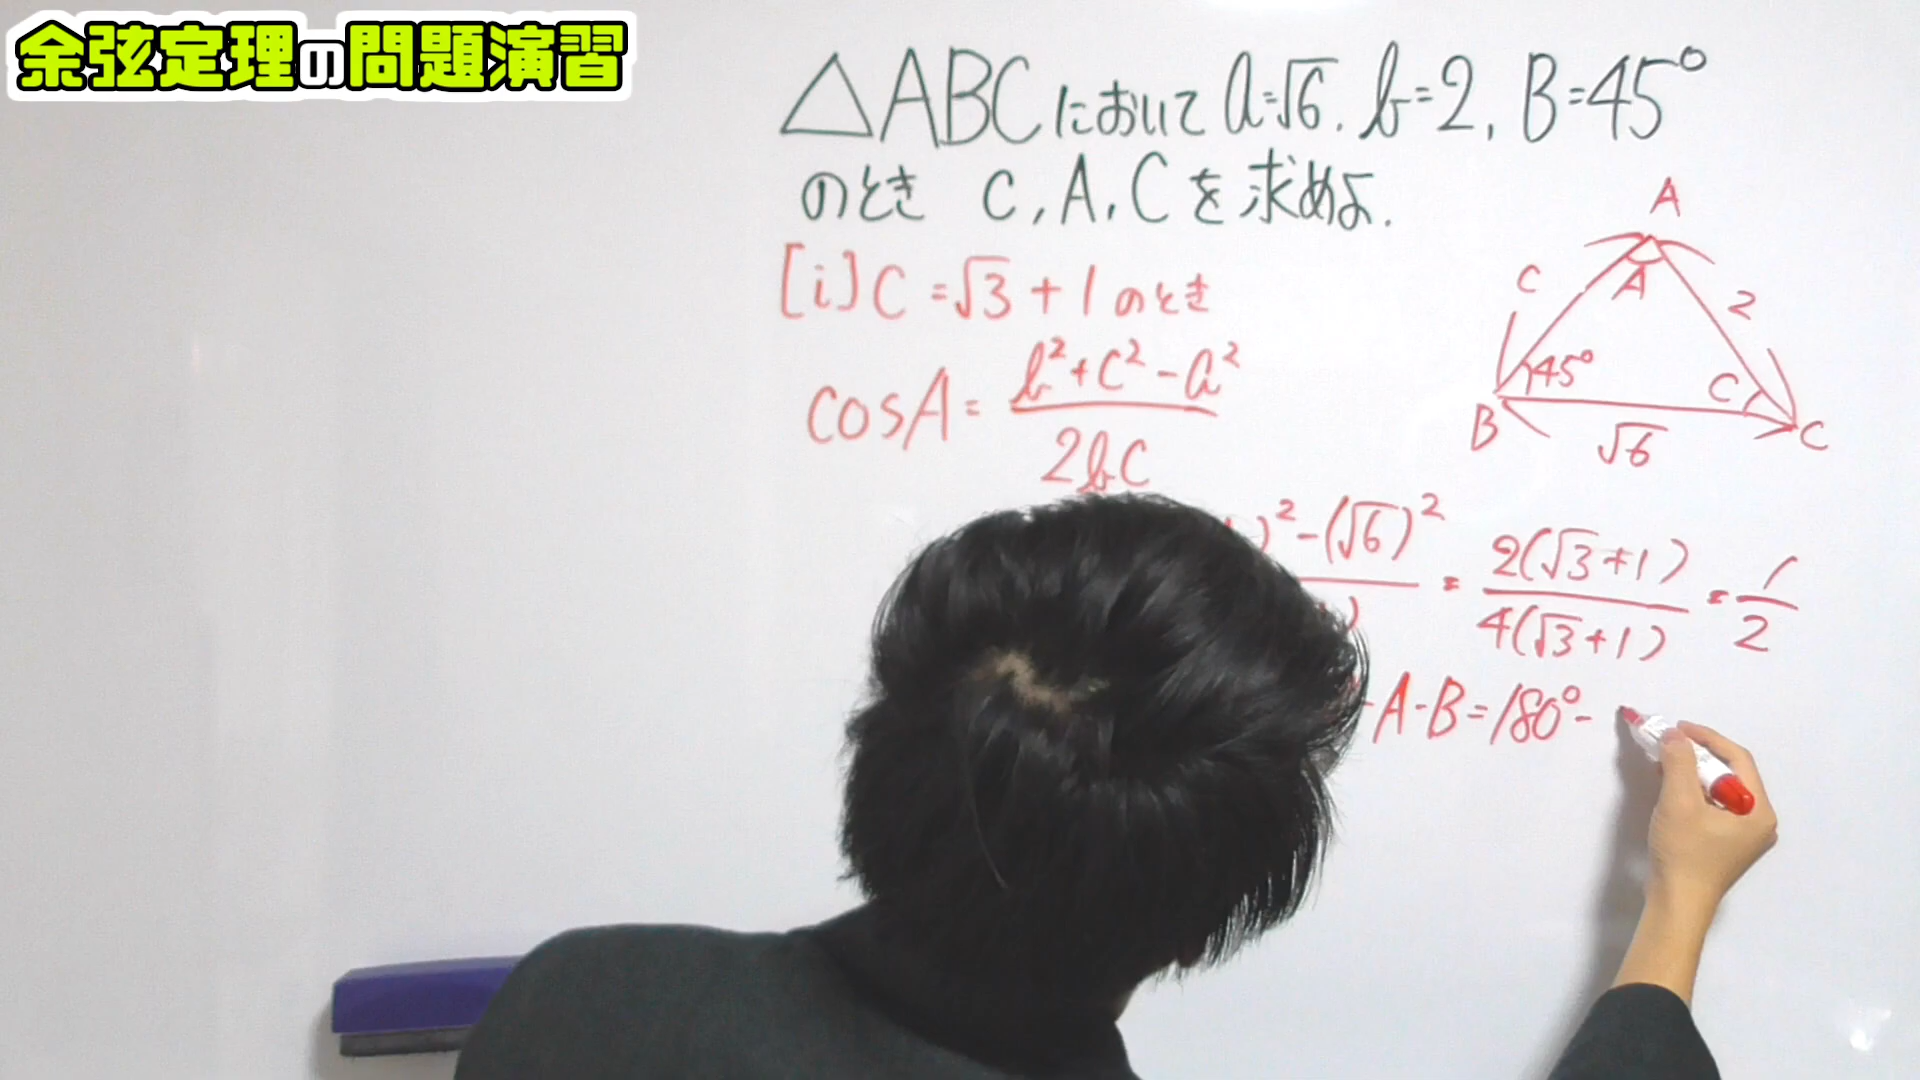 余弦定理の問題演習
△ABCにおいて a=√6, b=2, B=45°
のとき c, A, C を求めよ.
[i] C=√3+1 のとき
cosA= b²+c²-a² / 2bc
)²-(√6)² / ) = 2(√3+1) / 4(√3+1) = 1/2
-A-B=180°-
A
c
A
2
45°
C
B
√6
C